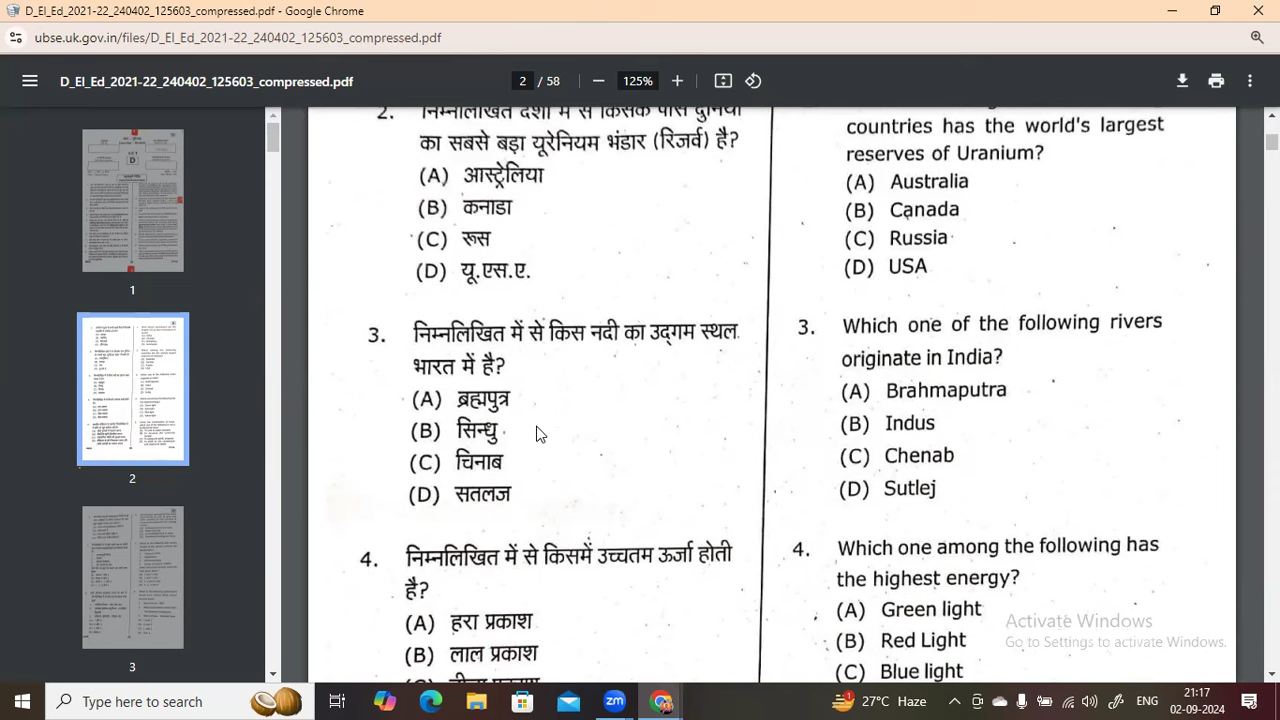 D_El_Ed_2021-22_240402_125603_compressed.pdf - Google Chrome
ubse.uk.gov.in/files/D_El_Ed_2021-22_240402_125603_compressed.pdf
D_El_Ed_2021-22_240402_125603_compressed.pdf
2 / 58
125%
1
2
3
2. निम्नलिखित देशों में से किसके पास दुनिया
का सबसे बड़ा यूरेनियम भंडार (रिजर्व) है?
(A) आस्ट्रेलिया
(B) कनाडा
(C) रूस
(D) यू.एस.ए.
3. निम्नलिखित में से किस नदी का उद्गम स्थल
भारत में है?
(A) ब्रह्मपुत्र
(B) सिन्धु
(C) चिनाब
(D) सतलज
4. निम्नलिखित में से किसमें उच्चतम ऊर्जा होती
है?
(A) हरा प्रकाश
(B) लाल प्रकाश
countries has the world's largest
reserves of Uranium?
(A) Australia
(B) Canada
(C) Russia
(D) USA
3. Which one of the following rivers
originate in India?
(A) Brahmaputra
(B) Indus
(C) Chenab
(D) Sutlej
4. Which one among the following has
the highest energy?
(A) Green light
(B) Red Light
(C) Blue light
Activate Windows
Go to Settings to activate Windows.
Type here to search
zm
1
27°C Haze
ENG
21:17
02-09-2024